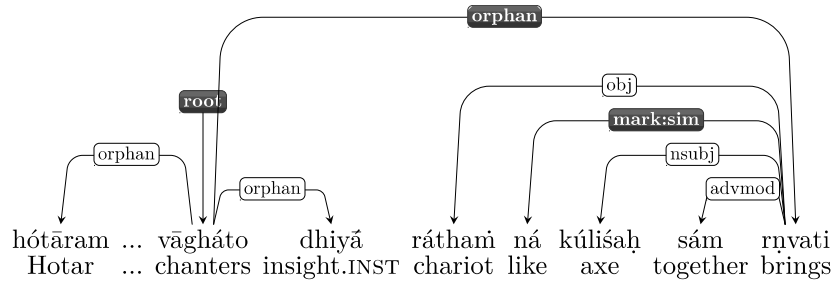 orphan
root
obj
mark:sim
orphan
nsubj
orphan
advmod
hótāram ... vāgháto dhiyā́ ráthaṁ ná kúliśaḥ sám r̥ṇvati
Hotar ... chanters insight.INST chariot like axe together brings